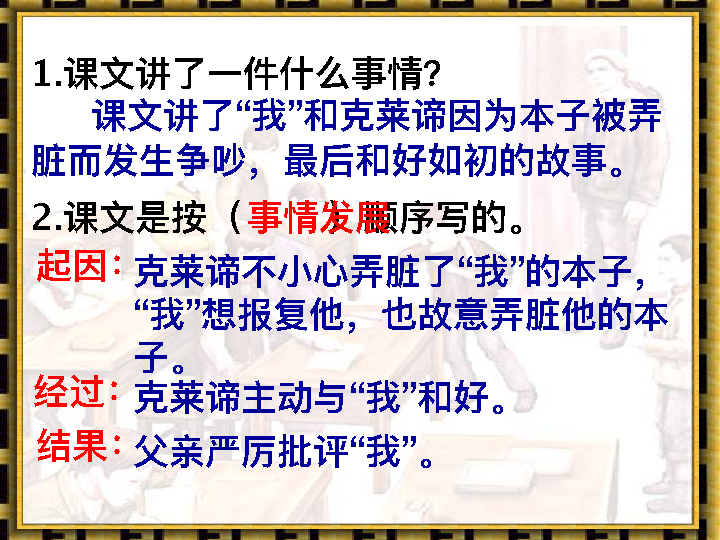 1.课文讲了一件什么事情?
课文讲了“我”和克莱谛因为本子被弄
脏而发生争吵，最后和好如初的故事。
2.课文是按（事情发展）顺序写的。
起因：克莱谛不小心弄脏了“我”的本子，
“我”想报复他，也故意弄脏他的本
子。
经过：克莱谛主动与“我”和好。
结果：父亲严厉批评“我”。